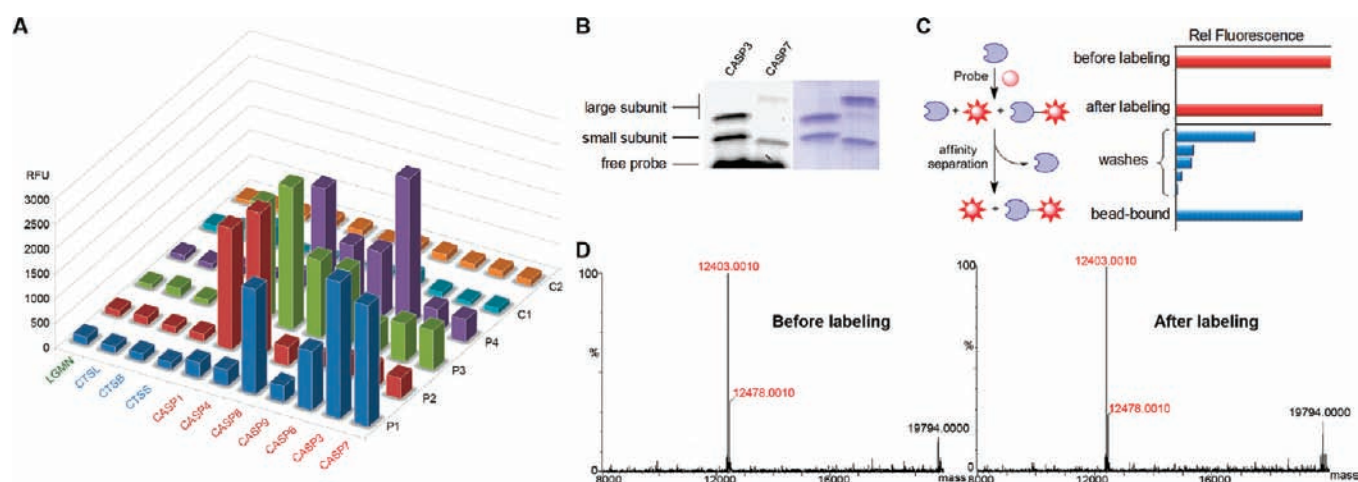 A
RFU
3000
2500
2000
1500
1000
500
0
LGMN
CTSL
CTSB
CTSS
CASP1
CASP4
CASP8
CASP9
CASP6
CASP3
CASP7
P1
P2
P3
P4
C1
C2
B
CASP3
CASP7
large subunit
small subunit
free probe
C
Rel Fluorescence
before labeling
Probe
after labeling
+ +
affinity
separation
washes
+
bead-bound
D
12403.0010
100
Before labeling
%
12478.0010
19794.0000
0
8000 12000 16000 mass
12403.0010
100
After labeling
%
12478.0010
19794.0000
0
8000 12000 16000 mass